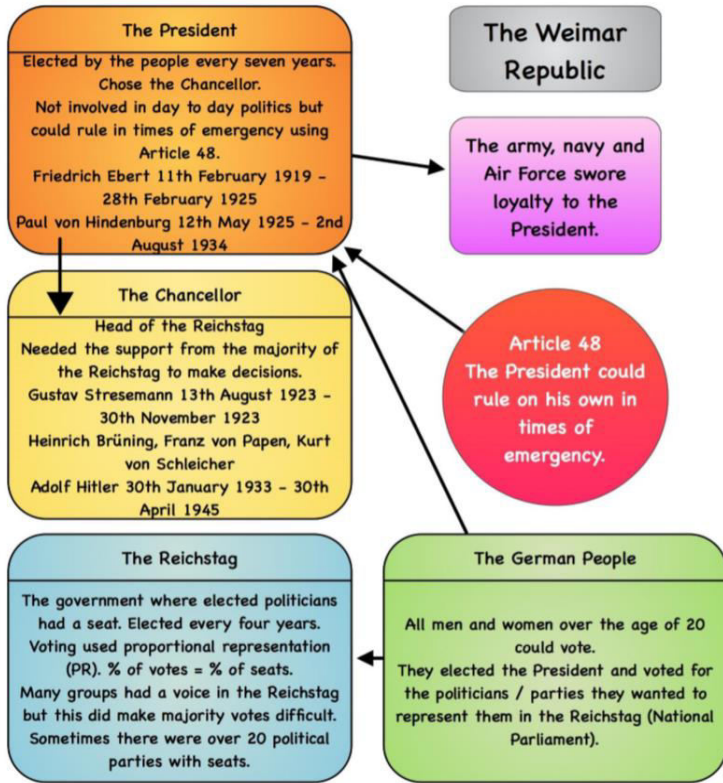 The President
Elected by the people every seven years.
Chose the Chancellor.
Not involved in day to day politics but
could rule in times of emergency using
Article 48.
Friedrich Ebert 11th February 1919 –
28th February 1925
Paul von Hindenburg 12th May 1925 – 2nd
August 1934
The Weimar
Republic
The army, navy and
Air Force swore
loyalty to the
President.
The Chancellor
Head of the Reichstag
Needed the support from the majority of
the Reichstag to make decisions.
Gustav Stresemann 13th August 1923 –
30th November 1923
Heinrich Brüning, Franz von Papen, Kurt
von Schleicher
Adolf Hitler 30th January 1933 – 30th
April 1945
Article 48
The President could
rule on his own in
times of
emergency.
The Reichstag
The government where elected politicians
had a seat. Elected every four years.
Voting used proportional representation
(PR). % of votes = % of seats.
Many groups had a voice in the Reichstag
but this did make majority votes difficult.
Sometimes there were over 20 political
parties with seats.
The German People
All men and women over the age of 20
could vote.
They elected the President and voted for
the politicians / parties they wanted to
represent them in the Reichstag (National
Parliament).